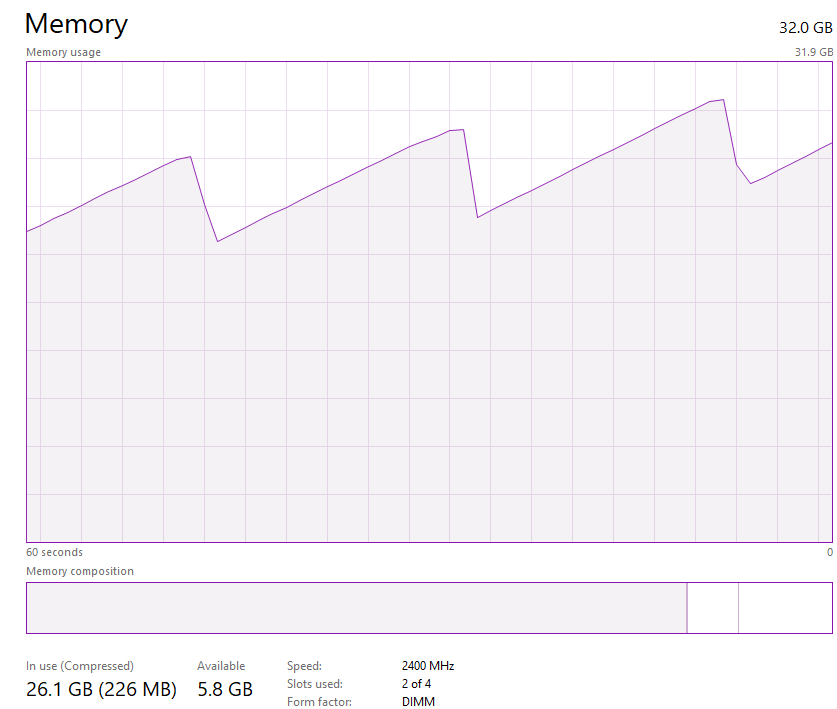 Memory
32.0 GB
Memory usage
31.9 GB
60 seconds
0
Memory composition
In use (Compressed)
Available
26.1 GB (226 MB)
5.8 GB
Speed:
2400 MHz
Slots used:
2 of 4
Form factor:
DIMM